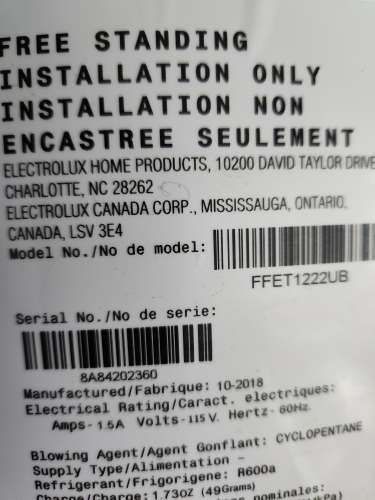 FREE STANDING
INSTALLATION ONLY
INSTALLATION NON
ENCASTREE SEULEMENT
ELECTROLUX HOME PRODUCTS, 10200 DAVID TAYLOR DRIVE
CHARLOTTE, NC 28262
ELECTROLUX CANADA CORP., MISSISSAUGA, ONTARIO,
CANADA, L5V 3E4
Model No./No de model:
FFET1222UB
Serial No./No de serie:
8A84202360
Manufactured/Fabrique: 10-2018
Electrical Rating/Caract. electriques:
Amps- 1.5A Volts- 115 V. Hertz- 60Hz.
Blowing Agent/Agent Gonflant: CYCLOPENTANE
Supply Type/Alimentation -
Refrigerant/Frigorigene: R600a
Charge/Charge: 1.73OZ (49Grams)
nominales: